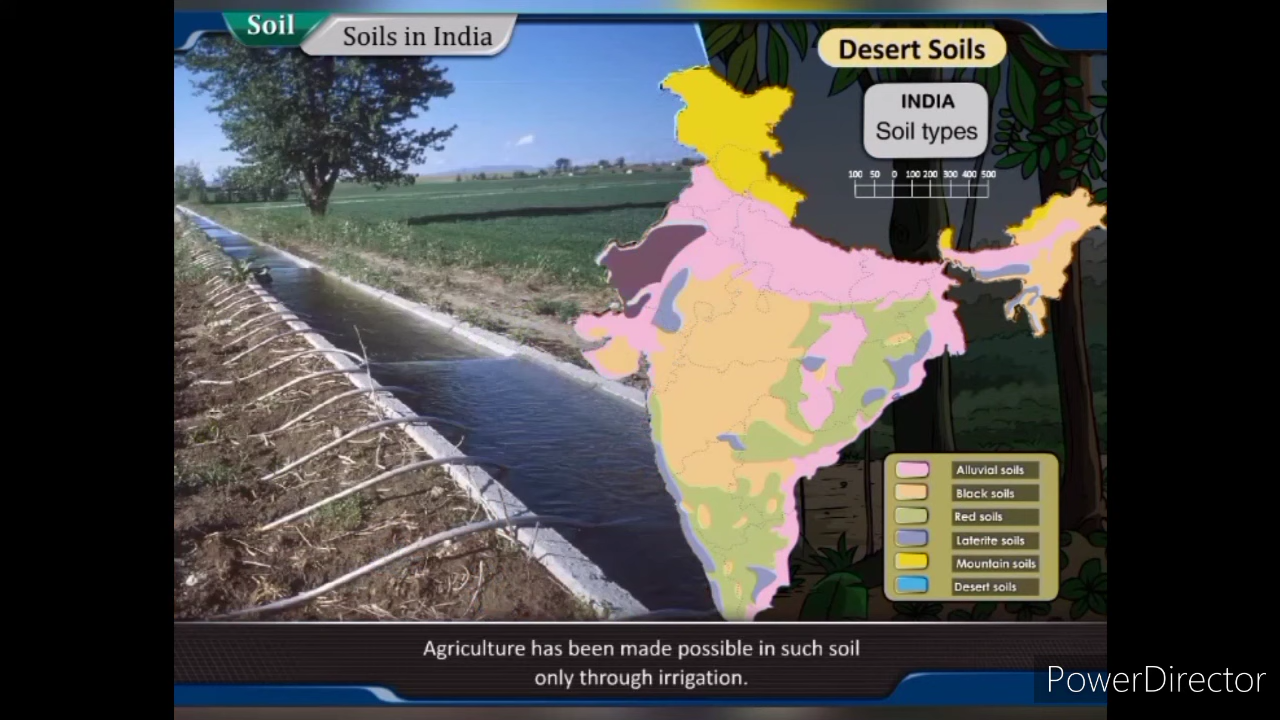 Soil
Soils in India
Desert Soils
INDIA
Soil types
100 50 0 100 200 300 400 500
Alluvial soils
Black soils
Red soils
Laterite soils
Mountain soils
Desert soils
Agriculture has been made possible in such soil
only through irrigation.
PowerDirector